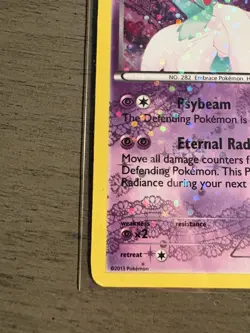 NO. 282 Embrace Pokémon. H
Psybeam
The Defending Pokémon is
Eternal Rad
Move all damage counters f
Defending Pokémon. This P
Radiance during your next
weakness resistance
×2
retreat
©2015 Pokémon